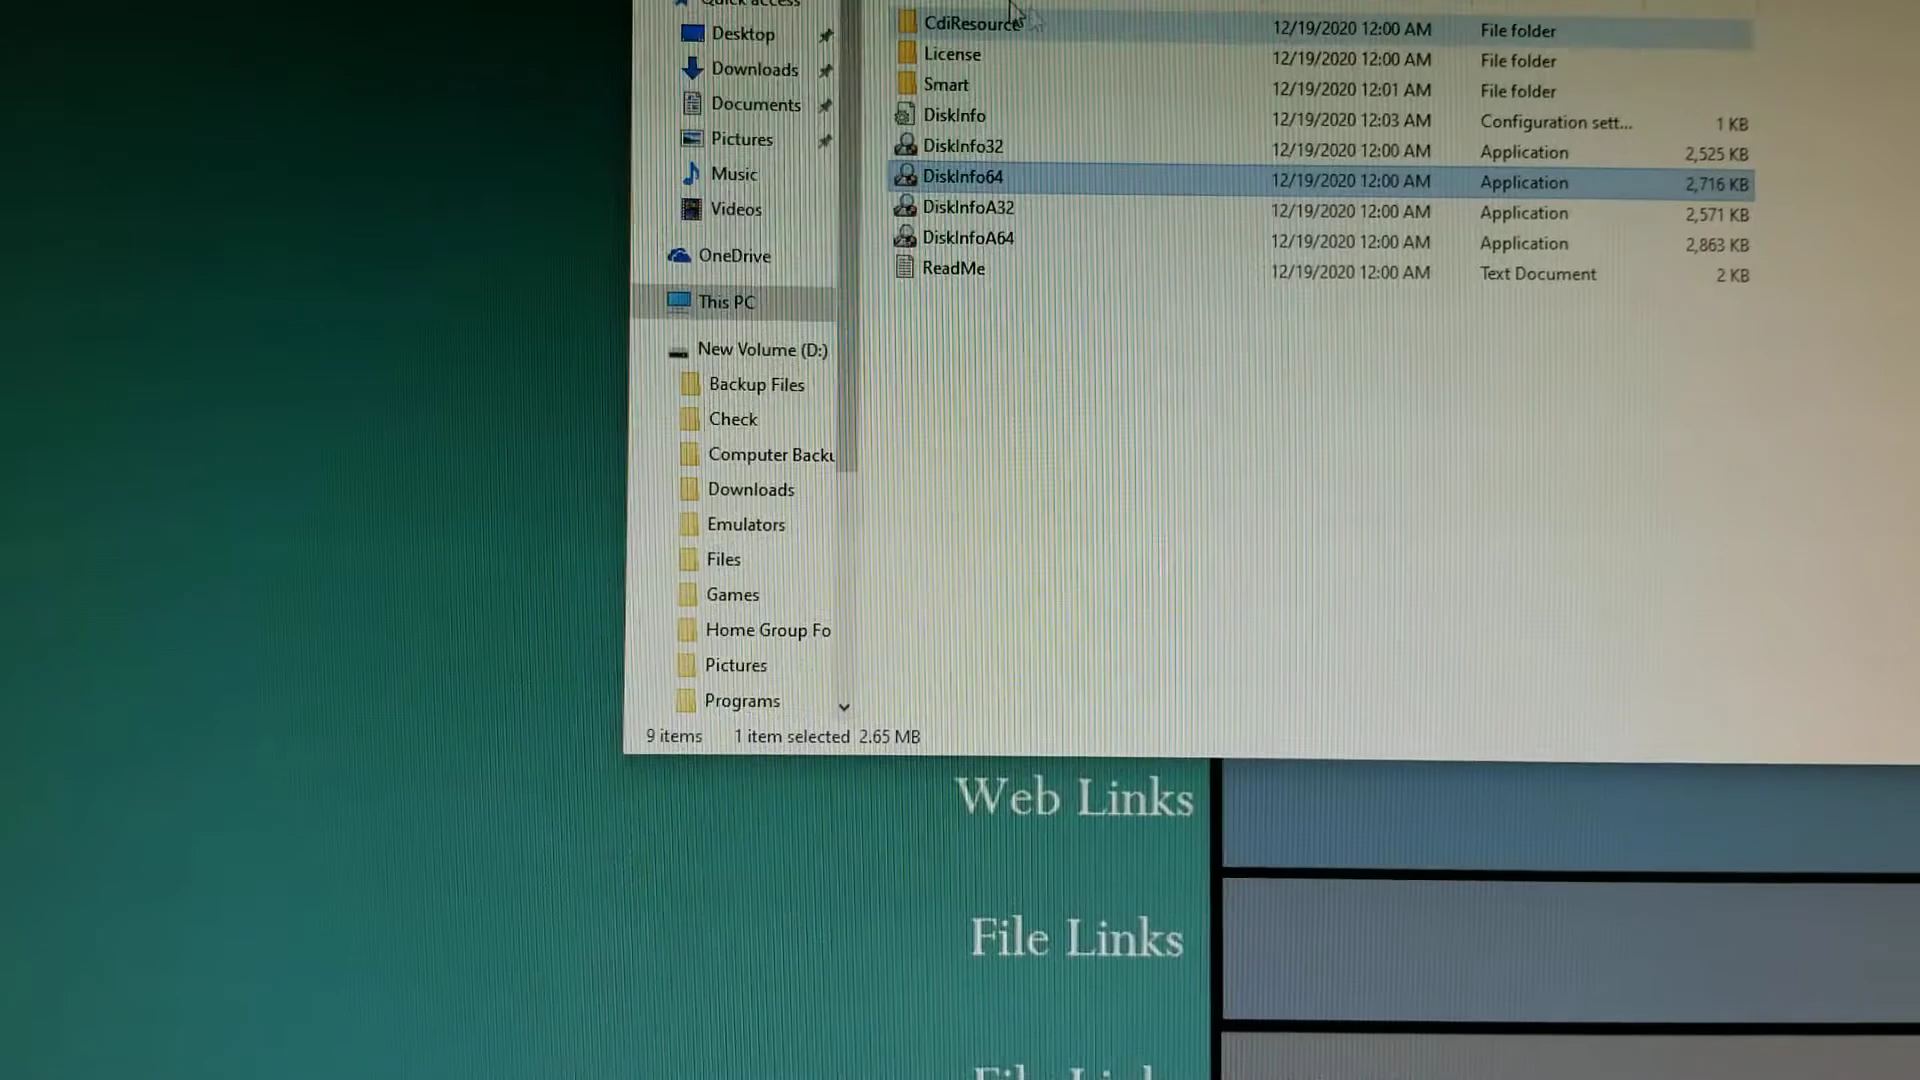 Quick access
Desktop
Downloads
Documents
Pictures
Music
Videos
OneDrive
This PC
New Volume (D:)
Backup Files
Check
Computer Backu
Downloads
Emulators
Files
Games
Home Group Fo
Pictures
Programs
CdiResource 12/19/2020 12:00 AM File folder
License 12/19/2020 12:00 AM File folder
Smart 12/19/2020 12:01 AM File folder
DiskInfo 12/19/2020 12:03 AM Configuration sett... 1 KB
DiskInfo32 12/19/2020 12:00 AM Application 2,525 KB
DiskInfo64 12/19/2020 12:00 AM Application 2,716 KB
DiskInfoA32 12/19/2020 12:00 AM Application 2,571 KB
DiskInfoA64 12/19/2020 12:00 AM Application 2,863 KB
ReadMe 12/19/2020 12:00 AM Text Document 2 KB
9 items 1 item selected 2.65 MB
Web Links
File Links